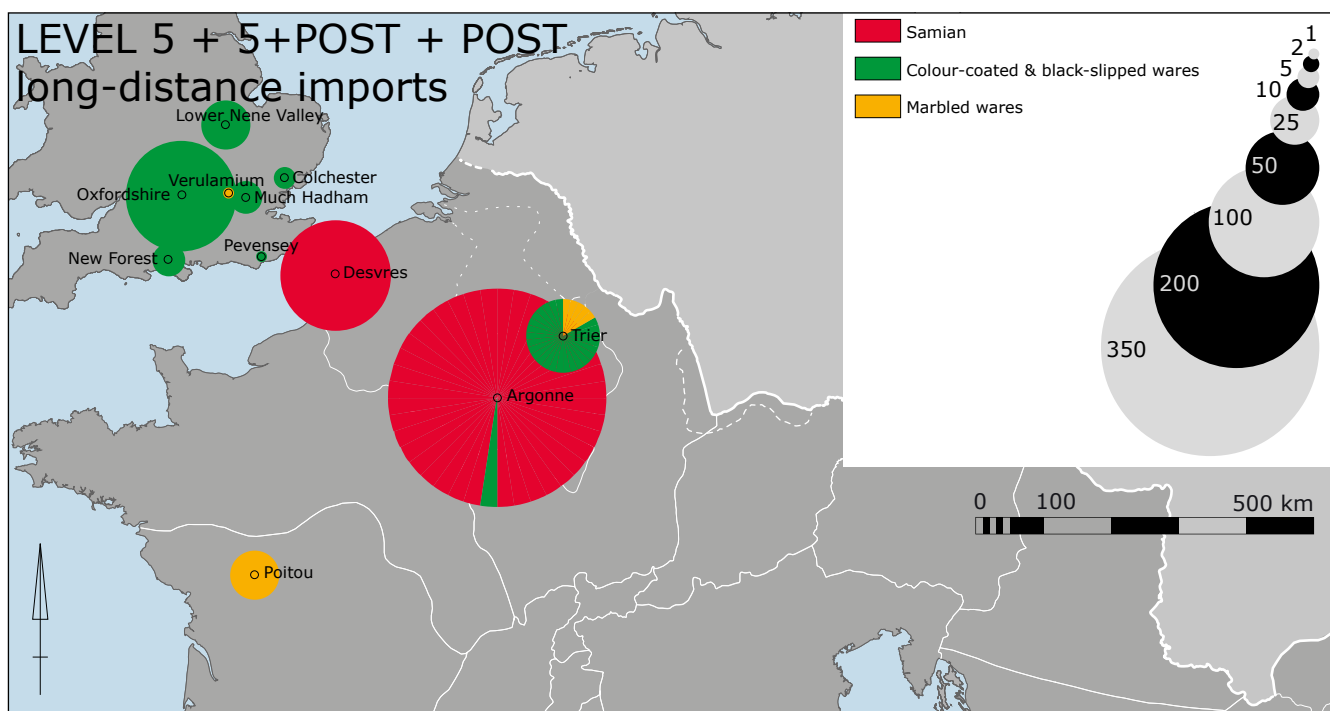 LEVEL 5 + 5+POST + POST
long-distance imports
Lower Nene Valley
Verulamium
Colchester
Oxfordshire
Much Hadham
New Forest
Pevensey
Desvres
Trier
Argonne
Poitou
Samian
Colour-coated & black-slipped wares
Marbled wares
1
2
5
10
25
50
100
200
350
0 100 500 km